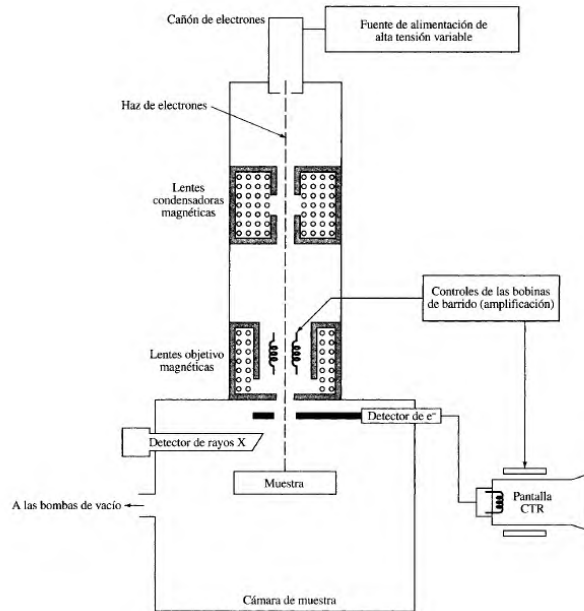 Cañón de electrones
Fuente de alimentación de
alta tensión variable
Haz de electrones
Lentes
condensadoras
magnéticas
Controles de las bobinas
de barrido (amplificación)
Lentes objetivo
magnéticas
Detector de e⁻
Detector de rayos X
Muestra
Pantalla
CTR
A las bombas de vacío
Cámara de muestra